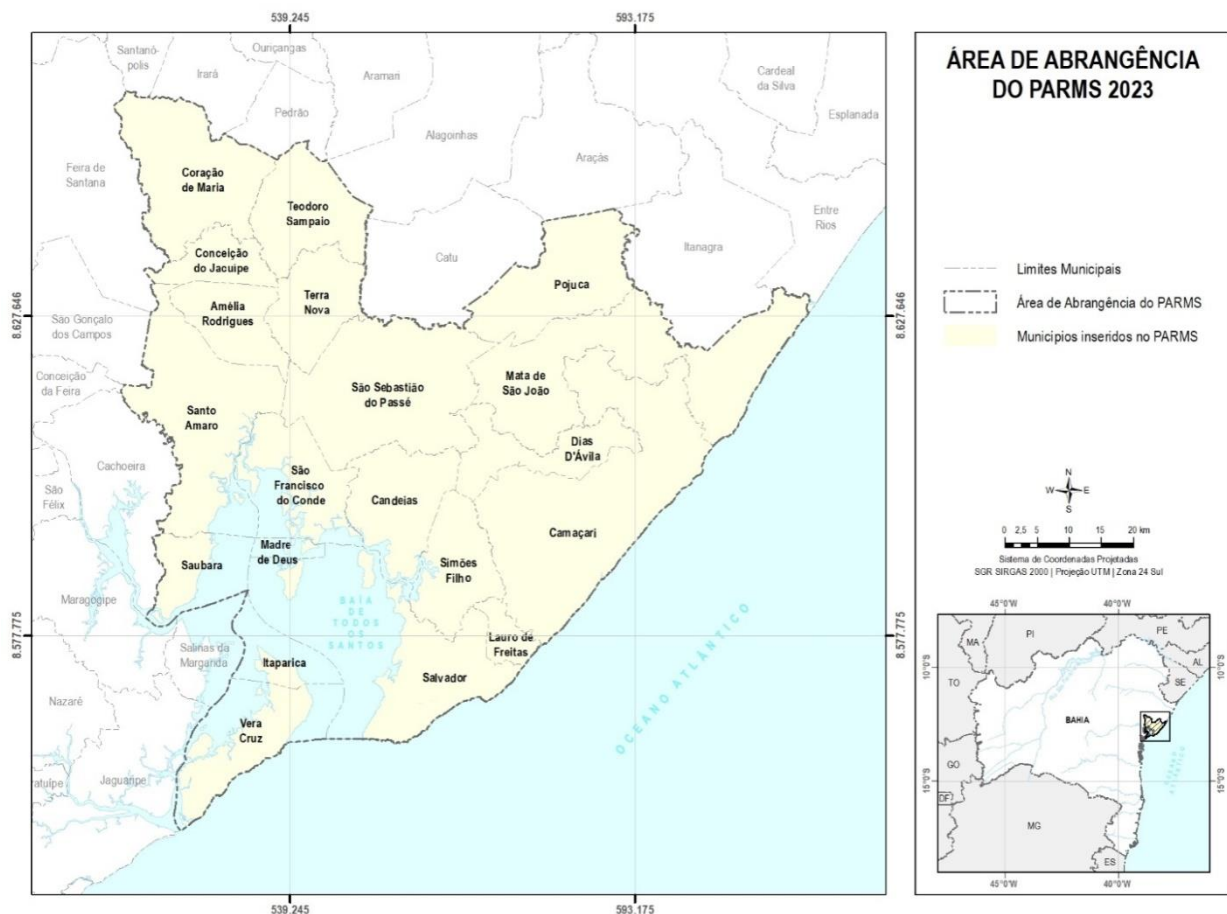 539.245
593.175
Santanó-
polis
Irará
Ouriçangas
Pedrão
Aramari
Alagoinhas
Araçás
Cardeal
da Silva
Esplanada
Feira de
Santana
Coração
de Maria
Teodoro
Sampaio
Entre
Rios
Itanagra
Catu
Conceição
do Jacuípe
Pojuca
Terra
Nova
Amélia
Rodrigues
8.627.646
8.627.646
São Gonçalo
dos Campos
Conceição
da Feira
São Sebastião
do Passé
Mata de
São João
Santo
Amaro
Dias
D'Ávila
Cachoeira
São
Félix
São
Francisco
do Conde
Candeias
Camaçari
Madre
de Deus
Simões
Filho
Saubara
Maragogipe
BAÍA
DE
TODOS
OS
SANTOS
8.577.775
8.577.775
Salinas da
Margarida
Lauro de
Freitas
Itaparica
Salvador
Nazaré
Vera
Cruz
OCEANO ATLÂNTICO
Jaguaripe
ratuípe
539.245
593.175
ÁREA DE ABRANGÊNCIA
DO PARMS 2023
Limites Municipais
Área de Abrangência do PARMS
Municípios inseridos no PARMS
N
W E
S
0 2,5 5 10 15 20 km
Sistema de Coordenadas Projetadas
SGR SIRGAS 2000 | Projeção UTM | Zona 24 Sul
45°0'W 40°0'W
PI
PE
MA
AL
10°0'S
10°0'S
TO
SE
BAHIA
GO
15°0'S
15°0'S
DF
MG
ES
45°0'W 40°0'W